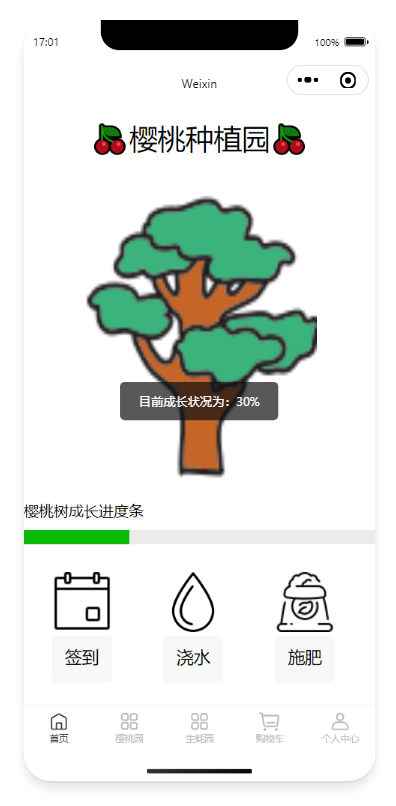 17:01
100%
Weixin
樱桃种植园
目前成长状况为：30%
樱桃树成长进度条
签到
浇水
施肥
首页
樱桃园
生蚝园
购物车
个人中心